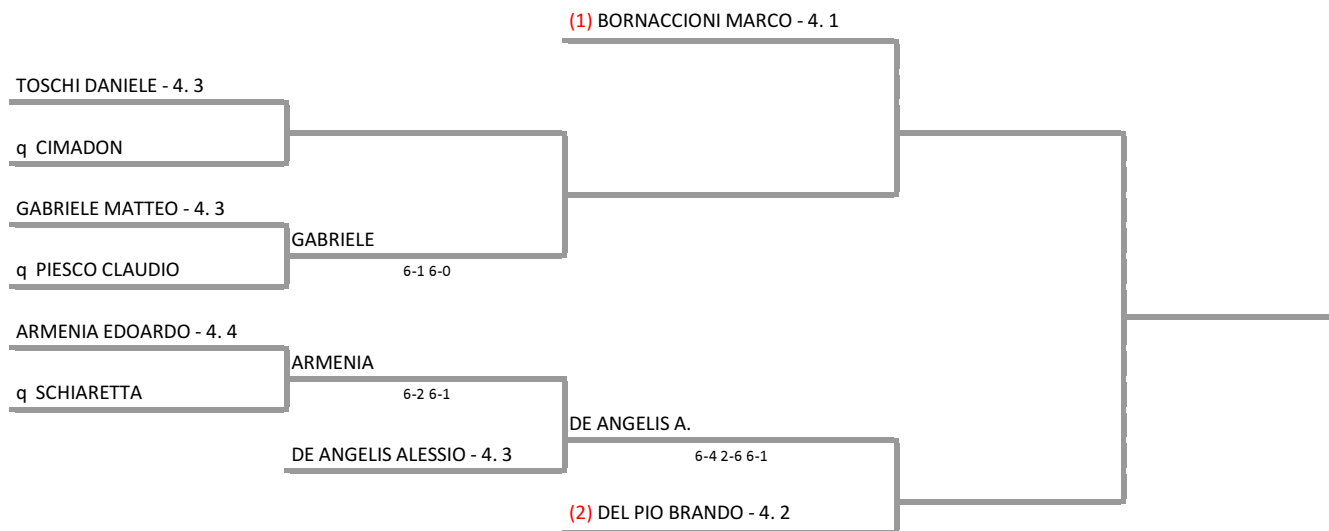 (1) BORNACCIONI MARCO - 4. 1
TOSCHI DANIELE - 4. 3
q CIMADON
GABRIELE MATTEO - 4. 3
GABRIELE
q PIESCO CLAUDIO
6-1 6-0
ARMENIA EDOARDO - 4. 4
ARMENIA
q SCHIARETTA
6-2 6-1
DE ANGELIS A.
DE ANGELIS ALESSIO - 4. 3
6-4 2-6 6-1
(2) DEL PIO BRANDO - 4. 2